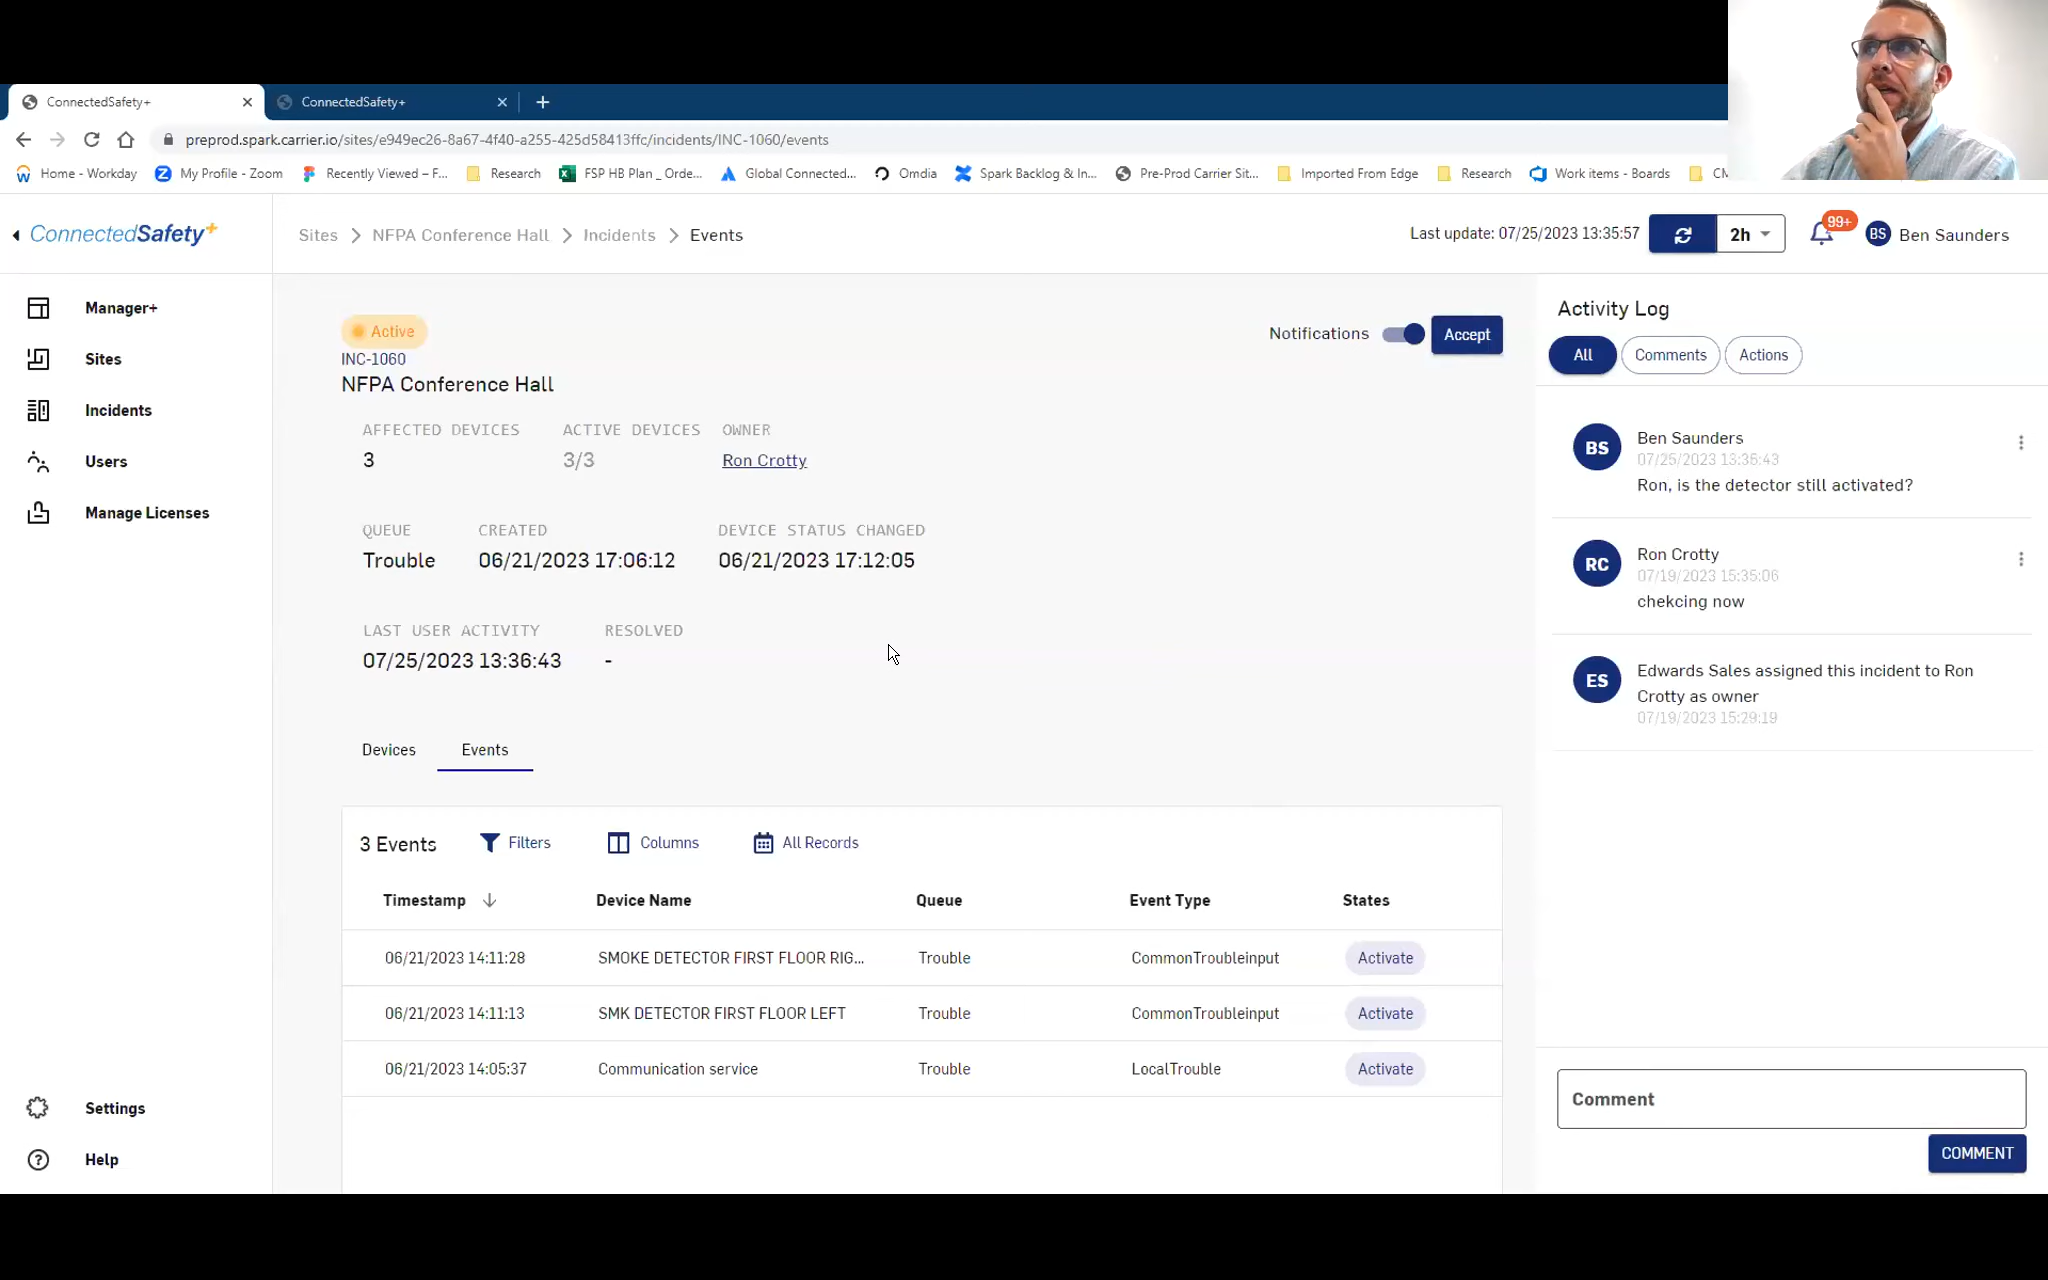 ConnectedSafety+
ConnectedSafety+
preprod.spark.carrier.io/sites/e949ec26-8a67-4f40-a255-425d58413ffc/incidents/INC-1060/events
Home - Workday
My Profile - Zoom
Recently Viewed – F...
Research
FSP HB Plan _ Orde...
Global Connected...
Omdia
Spark Backlog & In...
Pre-Prod Carrier Sit...
Imported From Edge
Research
Work items - Boards
CM
ConnectedSafety+
Sites > NFPA Conference Hall > Incidents > Events
Last update: 07/25/2023 13:35:57
2h
99+
BS
Ben Saunders
Manager+
Sites
Incidents
Users
Manage Licenses
Settings
Help
Active
INC-1060
NFPA Conference Hall
Notifications
Accept
AFFECTED DEVICES ACTIVE DEVICES OWNER
3 3/3 Ron Crotty
QUEUE CREATED DEVICE STATUS CHANGED
Trouble 06/21/2023 17:06:12 06/21/2023 17:12:05
LAST USER ACTIVITY RESOLVED
07/25/2023 13:36:43 -
Devices Events
3 Events Filters Columns All Records
Timestamp Device Name Queue Event Type States
06/21/2023 14:11:28 SMOKE DETECTOR FIRST FLOOR RIG... Trouble CommonTroubleinput Activate
06/21/2023 14:11:13 SMK DETECTOR FIRST FLOOR LEFT Trouble CommonTroubleinput Activate
06/21/2023 14:05:37 Communication service Trouble LocalTrouble Activate
Activity Log
All Comments Actions
BS
Ben Saunders
07/25/2023 13:35:43
Ron, is the detector still activated?
RC
Ron Crotty
07/19/2023 15:35:06
chekcing now
ES
Edwards Sales assigned this incident to Ron
Crotty as owner
07/19/2023 15:29:19
Comment
COMMENT